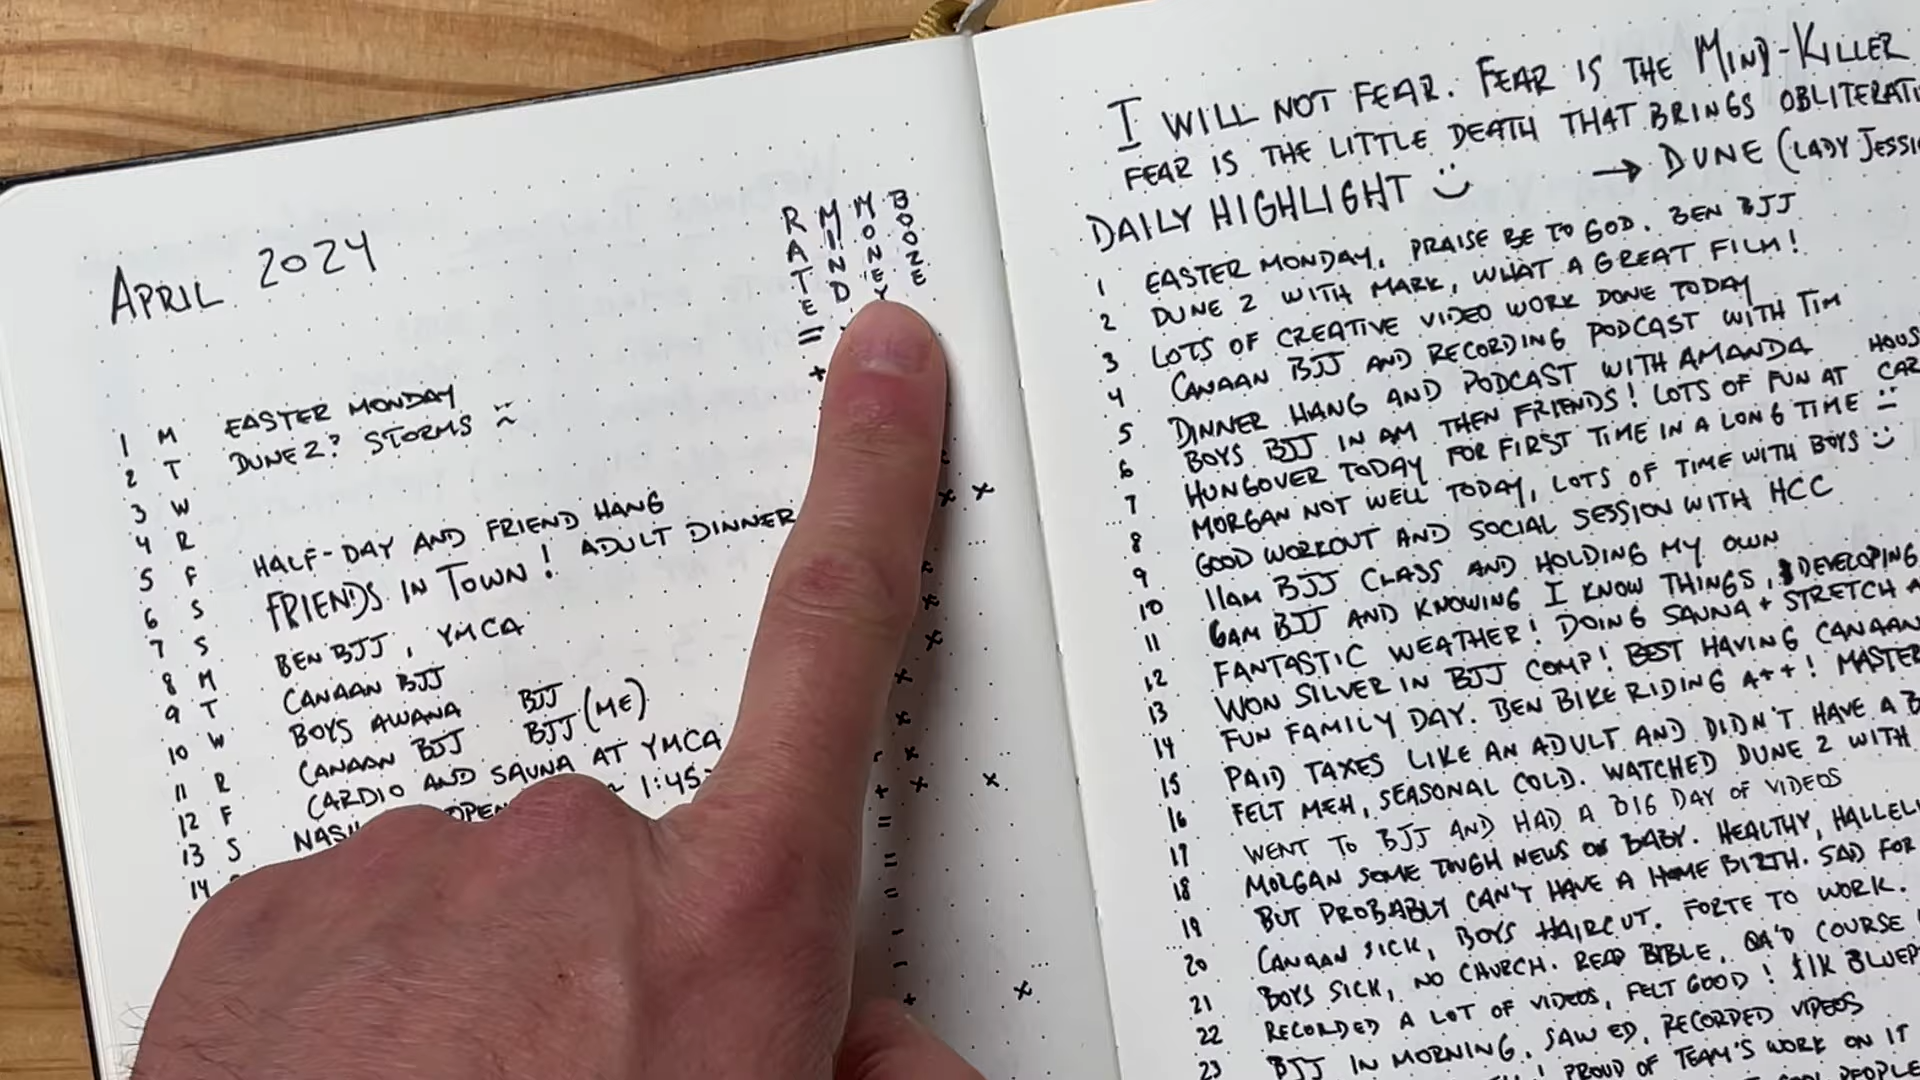 APRIL 2024
RATE MIND MONEY BOOZE
1 M EASTER MONDAY
2 T DUNE 2? STORMS
3 W
4 R
5 F HALF-DAY AND FRIEND HANG
6 S FRIENDS IN TOWN! ADULT DINNER
7 S
8 M BEN BJJ, YMCA
9 T CANAAN BJJ
10 W BOYS AWANA BJJ
11 R CANAAN BJJ BJJ (ME)
12 F CARDIO AND SAUNA AT YMCA
13 S OPEN 1:45
14
I WILL NOT FEAR. FEAR IS THE MIND-KILLER
FEAR IS THE LITTLE DEATH THAT BRINGS
→ DUNE (LADY
DAILY HIGHLIGHT :)
1 EASTER MONDAY, PRAISE BE TO GOD. BEN BJJ
2 DUNE 2 WITH MARK, WHAT A GREAT FILM!
3 LOTS OF CREATIVE VIDEO WORK DONE TODAY
4 CANAAN BJJ AND RECORDING PODCAST WITH TIM
5 DINNER HANG AND PODCAST WITH AMANDA
6 BOYS BJJ IN AM THEN FRIENDS! LOTS OF FUN AT
7 HUNGOVER TODAY FOR FIRST TIME IN A LONG TIME
8 MORGAN NOT WELL TODAY, LOTS OF TIME WITH BOYS :)
9 GOOD WORKOUT AND SOCIAL SESSION WITH HCC
10 11AM BJJ CLASS AND HOLDING MY OWN
11 6AM BJJ AND KNOWING I KNOW THINGS, DEVELOPING
12 FANTASTIC WEATHER! DOING SAUNA + STRETCH
13 WON SILVER IN BJJ COMP! BEST HAVING CANAAN
14 FUN FAMILY DAY. BEN BIKE RIDING A++!
15 PAID TAXES LIKE AN ADULT AND DIDN'T HAVE A
16 FELT MEH, SEASONAL COLD. WATCHED DUNE 2 WITH
17 WENT TO BJJ AND HAD A BIG DAY OF VIDEOS
18 MORGAN SOME TOUGH NEWS ON BABY. HEALTHY,
19 BUT PROBABLY CAN'T HAVE A HOME BIRTH. SAD FOR
20 CANAAN SICK, BOYS HAIRCUT. FORTE TO WORK.
21 BOYS SICK, NO CHURCH. READ BIBLE, QA'D COURSE
22 RECORDED A LOT OF VIDEOS, FELT GOOD! $1K
23 BJJ IN MORNING, SAW ED, RECORDED VIDEOS
PROUD OF TEAM'S WORK ON IT
PEOPLE